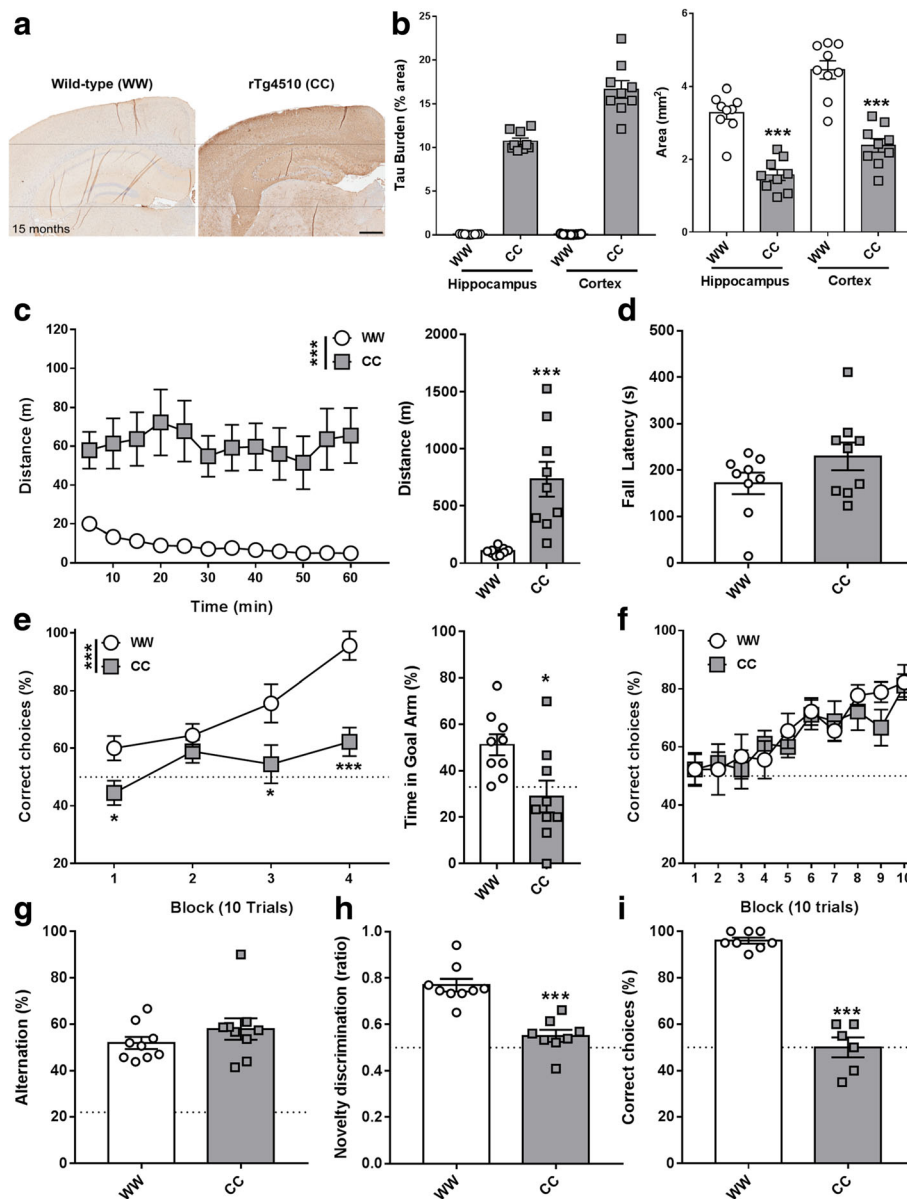 a
Wild-type (WW)
rTg4510 (CC)
15 months
b
Tau Burden (% area)
25
20
15
10
5
0
WW
CC
WW
CC
Hippocampus
Cortex
Area (mm²)
6
4
2
0
***
***
WW
CC
WW
CC
Hippocampus
Cortex
c
Distance (m)
120
100
80
60
40
20
0
***
WW
CC
10 20 30 40 50 60
Time (min)
Distance (m)
2000
1500
1000
500
0
***
WW
CC
d
Fall Latency (s)
500
400
300
200
100
0
WW
CC
e
Correct choices (%)
100
80
60
40
20
***
WW
CC
*
*
***
1 2 3 4
Block (10 Trials)
Time in Goal Arm (%)
100
80
60
40
20
0
*
WW
CC
f
Correct choices (%)
100
80
60
40
20
WW
CC
1 2 3 4 5 6 7 8 9 10
Block (10 trials)
g
Alternation (%)
100
80
60
40
20
0
WW
CC
h
Novelty discrimination (ratio)
1.0
0.8
0.6
0.4
0.2
0.0
***
WW
CC
i
Correct choices (%)
100
50
0
***
WW
CC